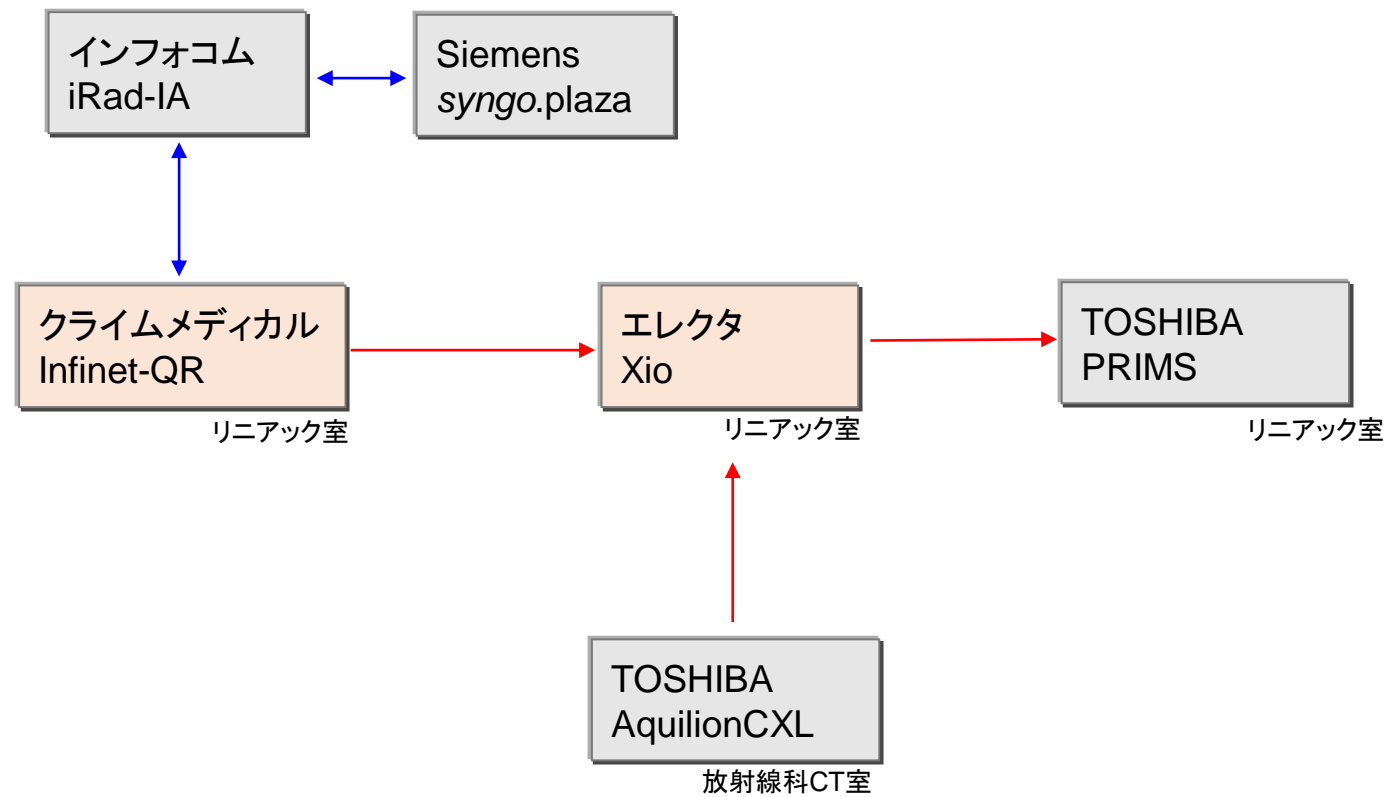 インフォコム
iRad-IA
Siemens
syngo.plaza
クライムメディカル
Infinet-QR
リニアック室
エレクタ
Xio
リニアック室
TOSHIBA
PRIMS
リニアック室
TOSHIBA
AquilionCXL
放射線科CT室